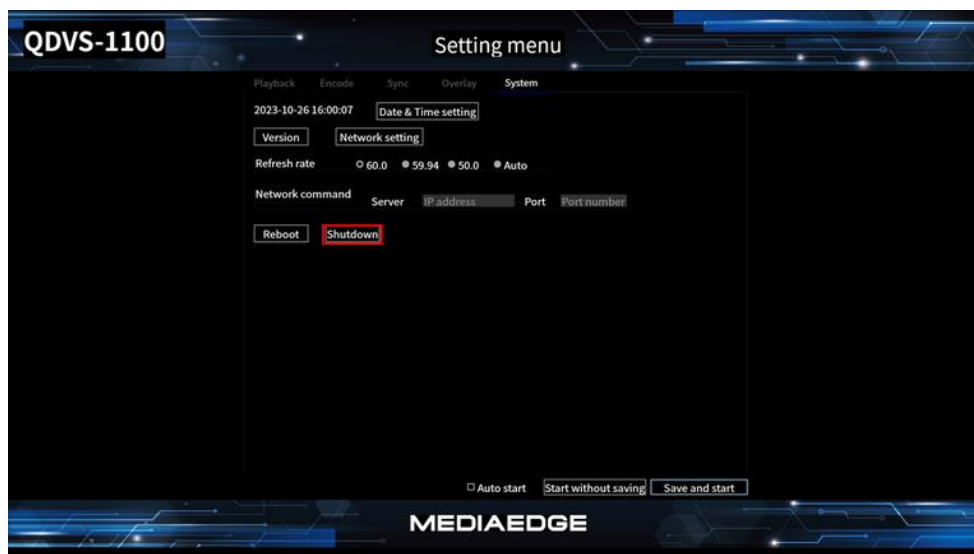 QDVS-1100
Setting menu
Playback Encode Sync Overlay System
2023-10-26 16:00:07 Date & Time setting
Version Network setting
Refresh rate 60.0 59.94 50.0 Auto
Network command Server IP address Port Port number
Reboot Shutdown
Auto start Start without saving Save and start
MEDIAEDGE